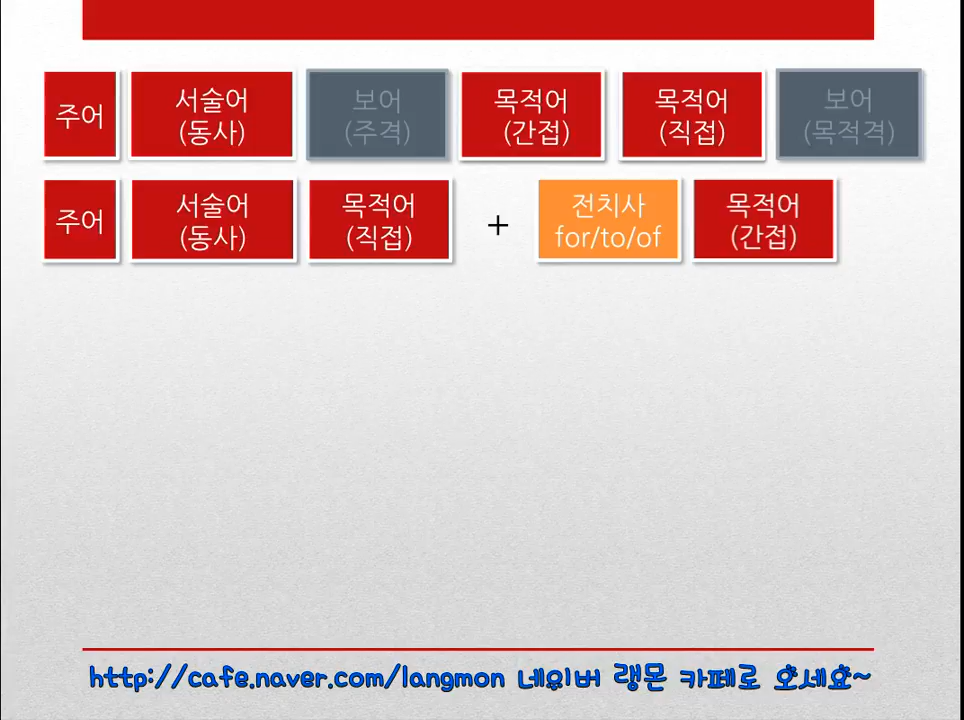 주어 서술어 (동사) 보어 (주격) 목적어 (간접) 목적어 (직접) 보어 (목적격)
주어 서술어 (동사) 목적어 (직접) + 전치사 for/to/of 목적어 (간접)
http://cafe.naver.com/langmon 네이버 랭몬 카페로 오세요~